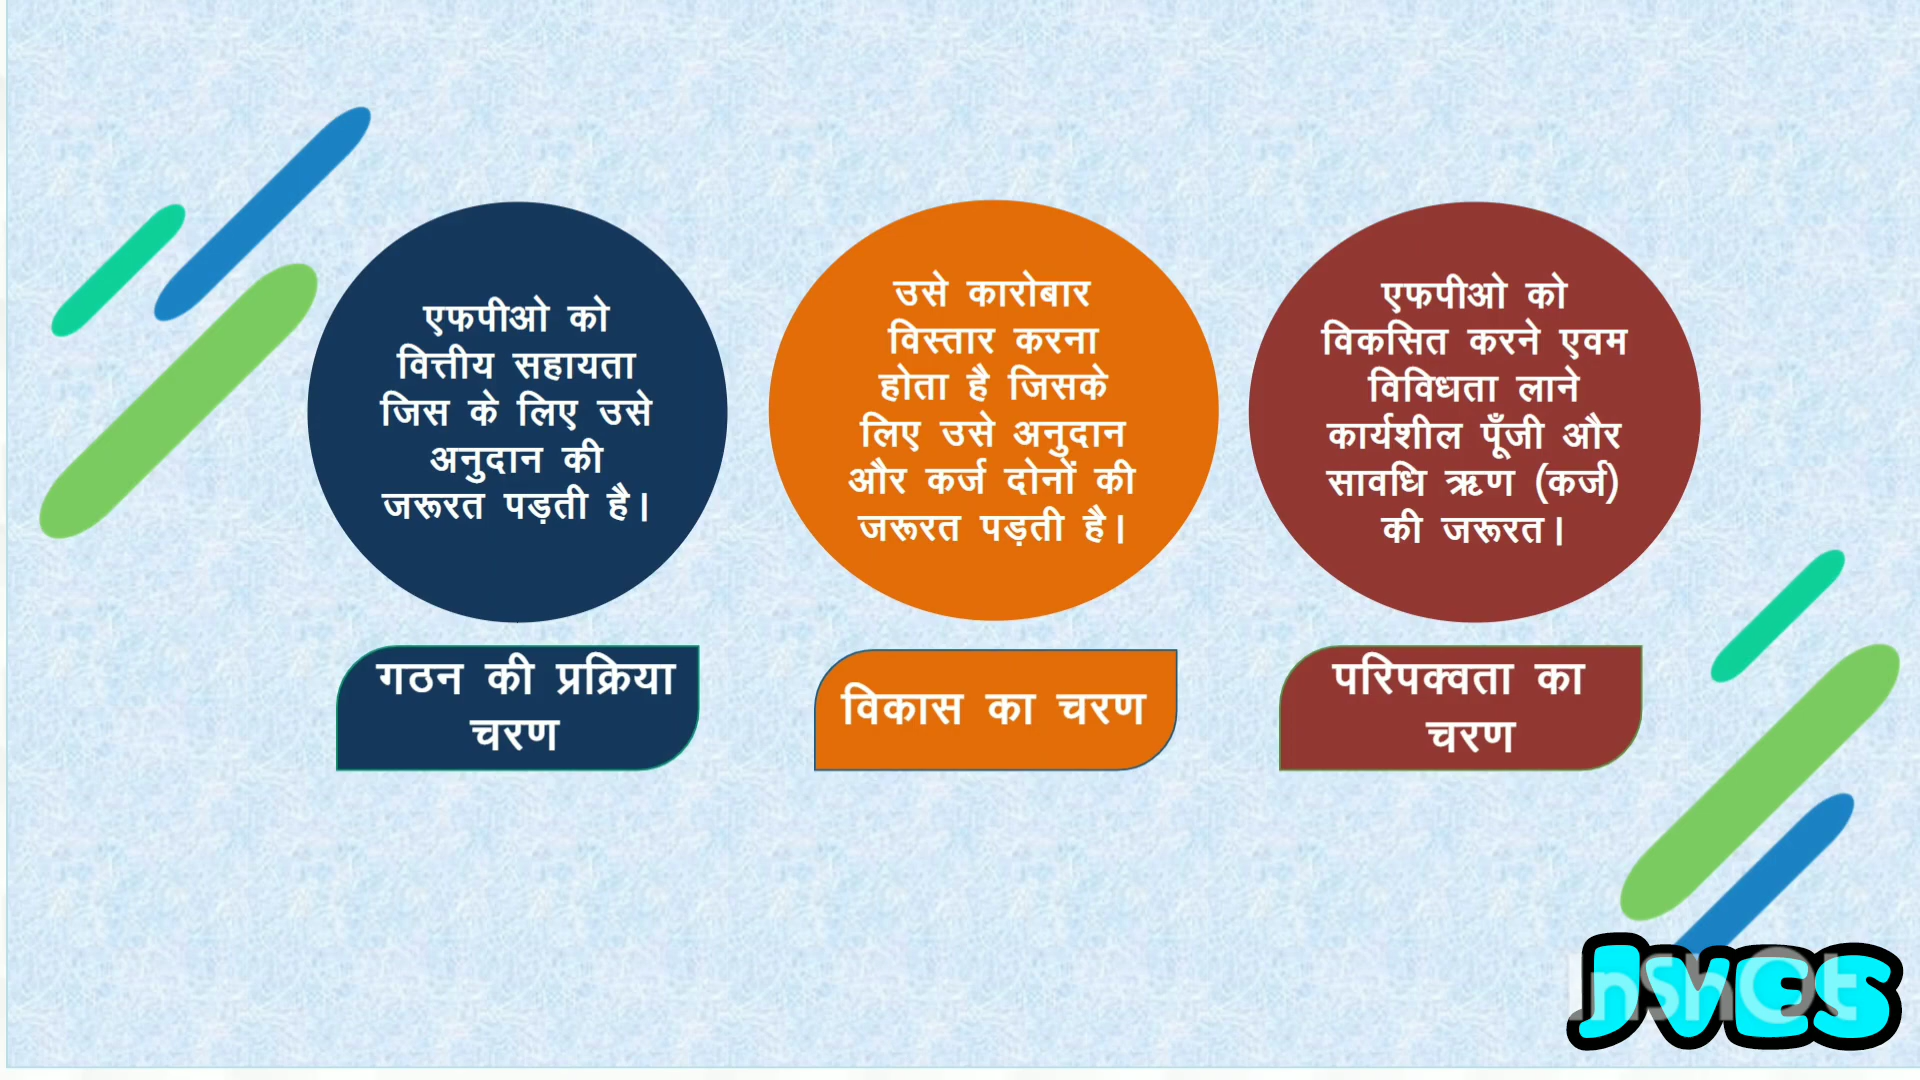 एफपीओ को
वित्तीय सहायता
जिस के लिए उसे
अनुदान की
जरूरत पड़ती है।
गठन की प्रक्रिया
चरण
उसे कारोबार
विस्तार करना
होता है जिसके
लिए उसे अनुदान
और कर्ज दोनों की
जरूरत पड़ती है।
विकास का चरण
एफपीओ को
विकसित करने एवम
विविधता लाने
कार्यशील पूँजी और
सावधि ऋण (कर्ज)
की जरूरत।
परिपक्वता का
चरण
JVES
InShOt